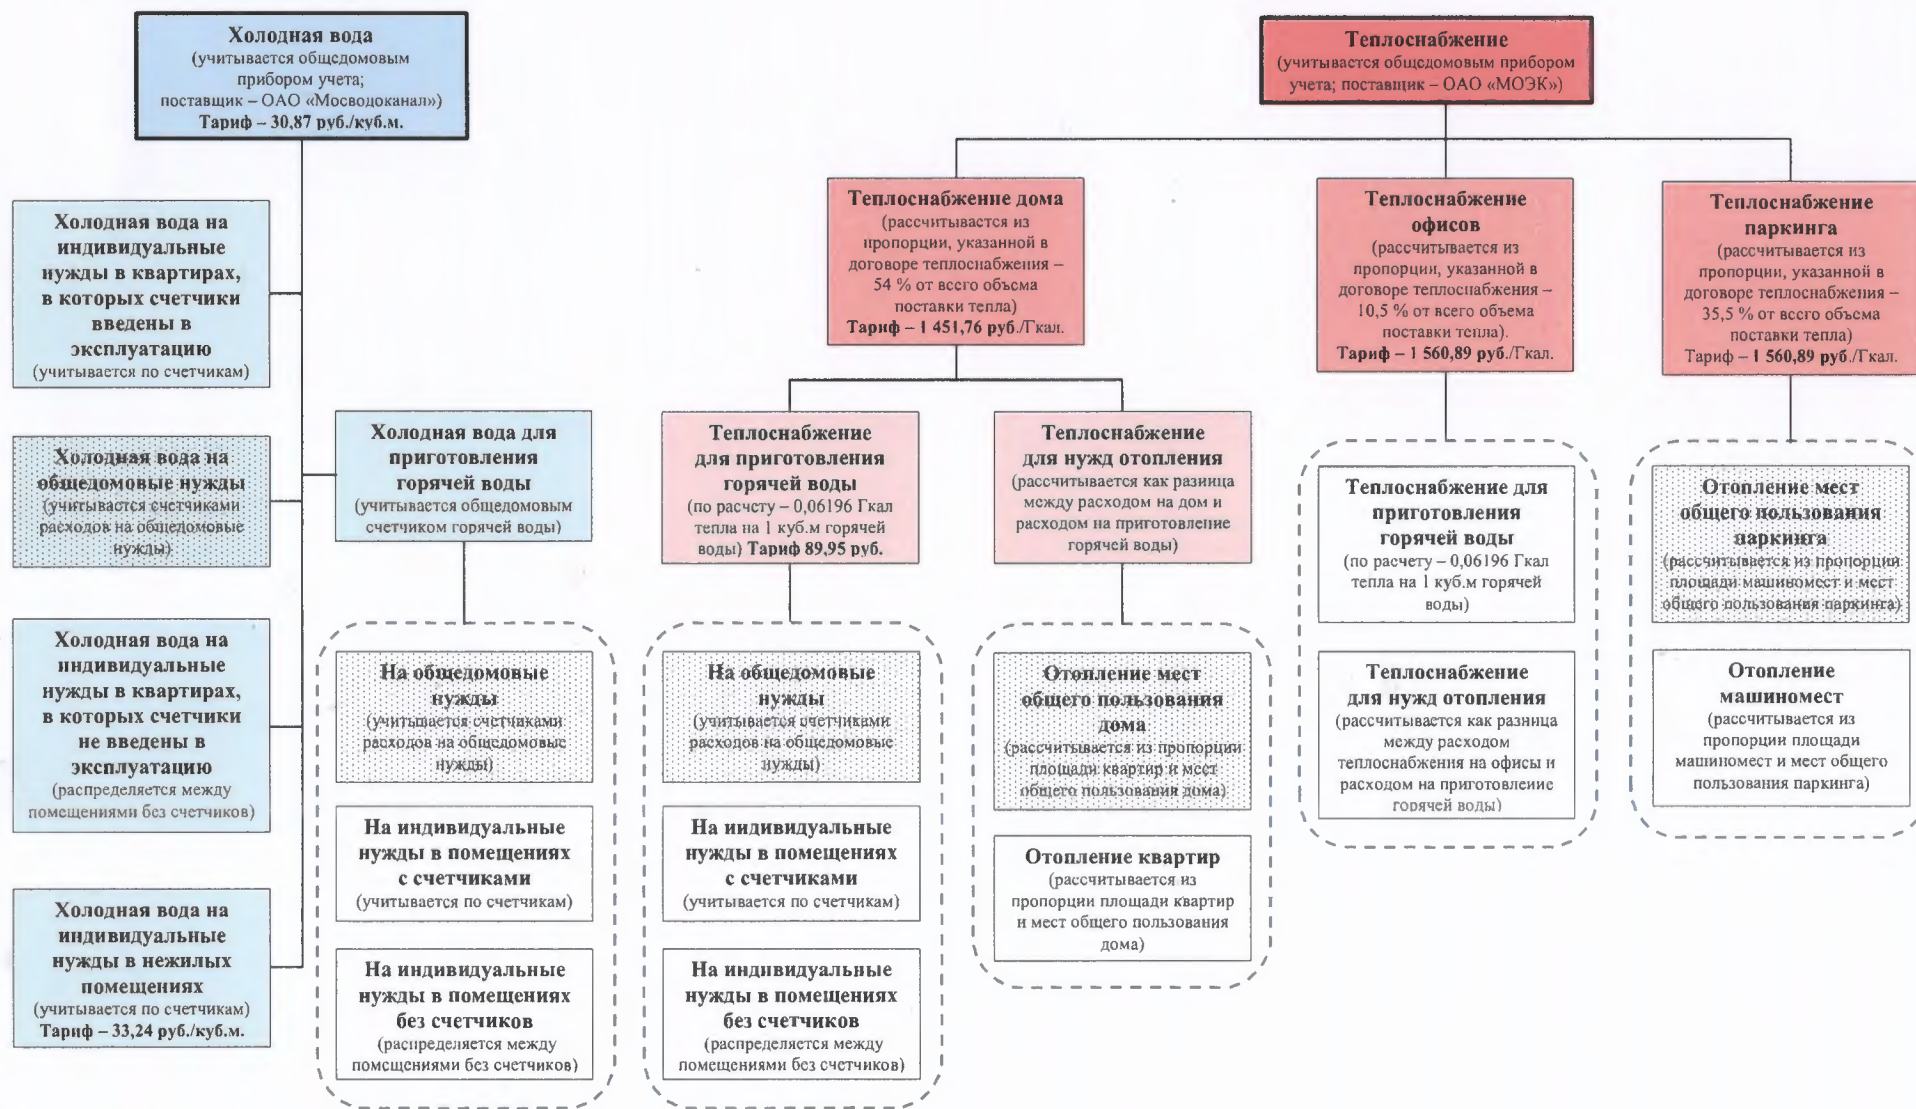 Холодная вода
(учитывается общедомовым
прибором учета;
поставщик – ОАО «Мосводоканал»)
Тариф – 30,87 руб./куб.м.
Холодная вода на
индивидуальные
нужды в квартирах,
в которых счетчики
введены в
эксплуатацию
(учитывается по счетчикам)
Холодная вода на
общедомовые нужды
(учитывается счетчиками
расходов на общедомовые
нужды)
Холодная вода на
индивидуальные
нужды в квартирах,
в которых счетчики
не введены в
эксплуатацию
(распределяется между
помещениями без счетчиков)
Холодная вода на
индивидуальные
нужды в нежилых
помещениях
(учитывается по счетчикам)
Тариф – 33,24 руб./куб.м.
Холодная вода для
приготовления
горячей воды
(учитывается общедомовым
счетчиком горячей воды)
На общедомовые
нужды
(учитывается счетчиками
расходов на общедомовые
нужды)
На индивидуальные
нужды в помещениях
с счетчиками
(учитывается по счетчикам)
На индивидуальные
нужды в помещениях
без счетчиков
(распределяется между
помещениями без счетчиков)
Теплоснабжение
(учитывается общедомовым прибором
учета; поставщик – ОАО «МОЭК»)
Теплоснабжение дома
(рассчитывается из
пропорции, указанной в
договоре теплоснабжения –
54 % от всего объема
поставки тепла)
Тариф – 1 451,76 руб./Гкал.
Теплоснабжение
для приготовления
горячей воды
(по расчету – 0,06196 Гкал
тепла на 1 куб.м горячей
воды) Тариф 89,95 руб.
На общедомовые
нужды
(учитывается счетчиками
расходов на общедомовые
нужды)
На индивидуальные
нужды в помещениях
с счетчиками
(учитывается по счетчикам)
На индивидуальные
нужды в помещениях
без счетчиков
(распределяется между
помещениями без счетчиков)
Теплоснабжение
для нужд отопления
(рассчитывается как разница
между расходом на дом и
расходом на приготовление
горячей воды)
Отопление мест
общего пользования
дома
(рассчитывается из пропорции
площади квартир и мест
общего пользования дома)
Отопление квартир
(рассчитывается из
пропорции площади квартир
и мест общего пользования
дома)
Теплоснабжение
офисов
(рассчитывается из
пропорции, указанной в
договоре теплоснабжения –
10,5 % от всего объема
поставки тепла).
Тариф – 1 560,89 руб./Гкал.
Теплоснабжение для
приготовления
горячей воды
(по расчету – 0,06196 Гкал
тепла на 1 куб.м горячей
воды)
Теплоснабжение
для нужд отопления
(рассчитывается как разница
между расходом
теплоснабжения на офисы и
расходом на приготовление
горячей воды)
Теплоснабжение
паркинга
(рассчитывается из
пропорции, указанной в
договоре теплоснабжения –
35,5 % от всего объема
поставки тепла)
Тариф – 1 560,89 руб./Гкал.
Отопление мест
общего пользования
паркинга
(рассчитывается из пропорции
площади машиномест и мест
общего пользования паркинга)
Отопление
машиномест
(рассчитывается из
пропорции площади
машиномест и мест общего
пользования паркинга)